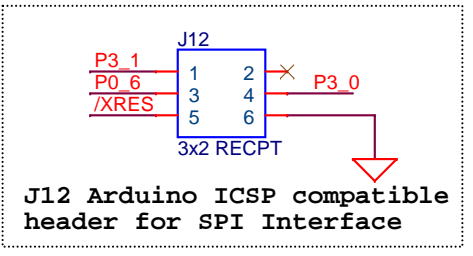 J12
P3_1 1 2
P0_6 3 4 P3_0
/XRES 5 6
3x2 RECPT
J12 Arduino ICSP compatible
header for SPI Interface